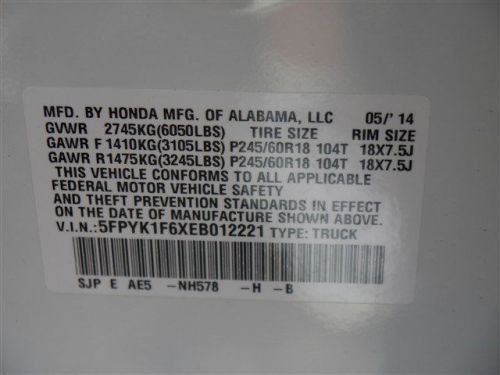 MFD. BY HONDA MFG. OF ALABAMA, LLC 05/'14
GVWR 2745KG(6050LBS) TIRE SIZE RIM SIZE
GAWR F 1410KG(3105LBS) P245/60R18 104T 18X7.5J
GAWR R1475KG(3245LBS) P245/60R18 104T 18X7.5J
THIS VEHICLE CONFORMS TO ALL APPLICABLE
FEDERAL MOTOR VEHICLE SAFETY
AND THEFT PREVENTION STANDARDS IN EFFECT
ON THE DATE OF MANUFACTURE SHOWN ABOVE.
V.I.N.:5FPYK1F6XEB012221 TYPE: TRUCK
SJP E AE5 -NH578 -H -B